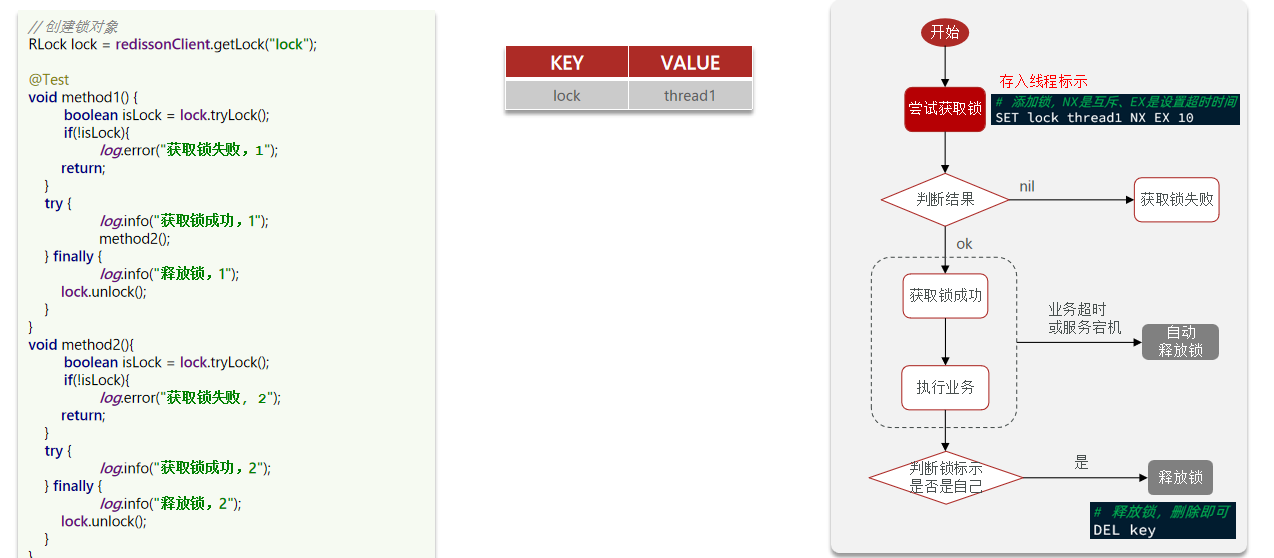 // 创建锁对象
RLock lock = redissonClient.getLock("lock");
@Test
void method1() {
boolean isLock = lock.tryLock();
if(!isLock){
log.error("获取锁失败，1");
return;
}
try {
log.info("获取锁成功，1");
method2();
} finally {
log.info("释放锁，1");
lock.unlock();
}
}
void method2(){
boolean isLock = lock.tryLock();
if(!isLock){
log.error("获取锁失败, 2");
return;
}
try {
log.info("获取锁成功，2");
} finally {
log.info("释放锁，2");
lock.unlock();
}
}
KEY VALUE
lock thread1
开始
存入线程标示
尝试获取锁
# 添加锁，NX是互斥、EX是设置超时时间
SET lock thread1 NX EX 10
判断结果
nil
获取锁失败
ok
获取锁成功
业务超时
或服务宕机
自动
释放锁
执行业务
判断锁标示
是否是自己
是
释放锁
# 释放锁，删除即可
DEL key